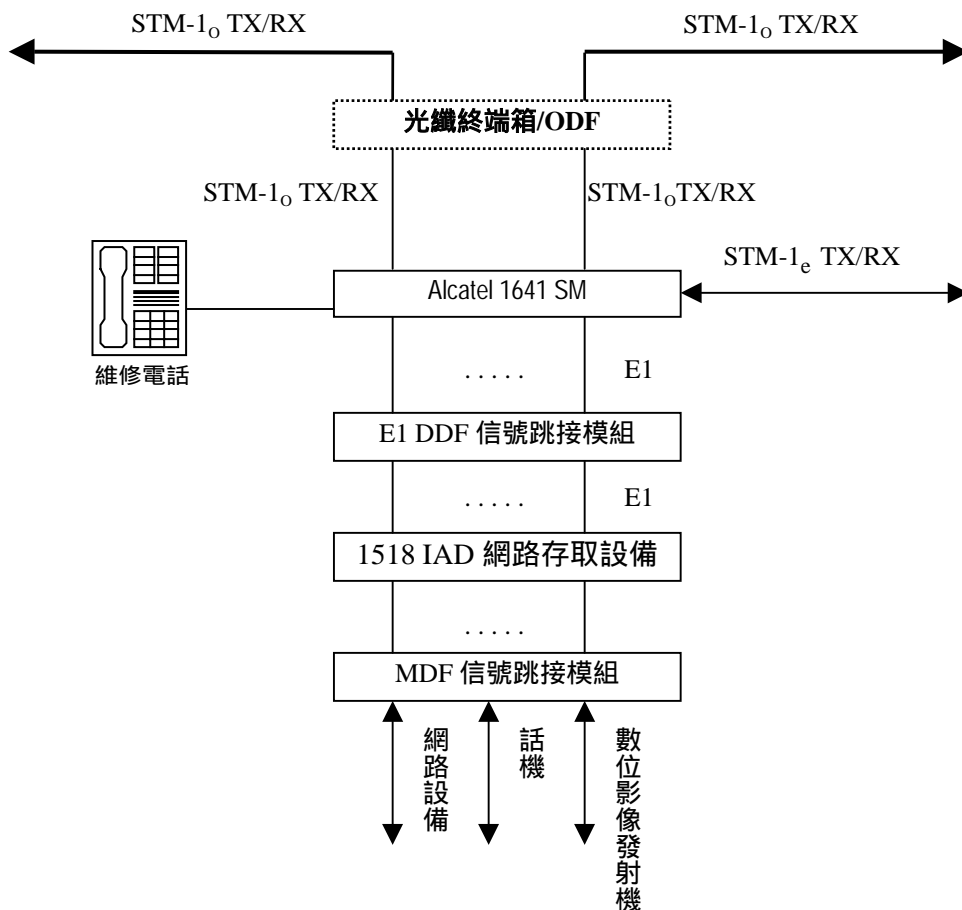 STM-1o TX/RX
STM-1o TX/RX
光纖終端箱/ODF
STM-1o TX/RX
STM-1oTX/RX
STM-1e TX/RX
Alcatel 1641 SM
維修電話
..... E1
E1 DDF 信號跳接模組
..... E1
1518 IAD 網路存取設備
.....
MDF 信號跳接模組
網路設備
話機
數位影像發射機